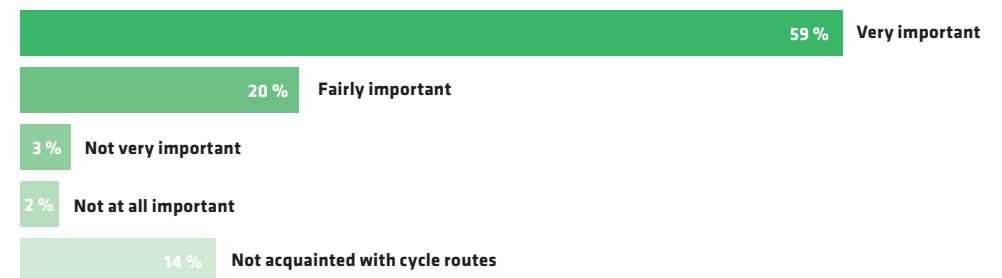 59 % Very important
20 % Fairly important
3 % Not very important
2 % Not at all important
14 % Not acquainted with cycle routes